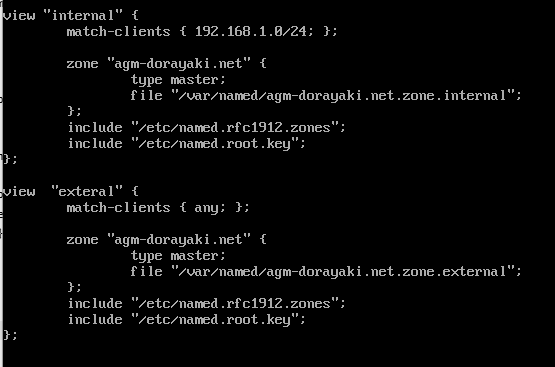 view "internal" {
match-clients { 192.168.1.0/24; };
zone "agm-dorayaki.net" {
type master;
file "/var/named/agm-dorayaki.net.zone.internal";
};
include "/etc/named.rfc1912.zones";
include "/etc/named.root.key";
};
view "exteral" {
match-clients { any; };
zone "agm-dorayaki.net" {
type master;
file "/var/named/agm-dorayaki.net.zone.external";
};
include "/etc/named.rfc1912.zones";
include "/etc/named.root.key";
};